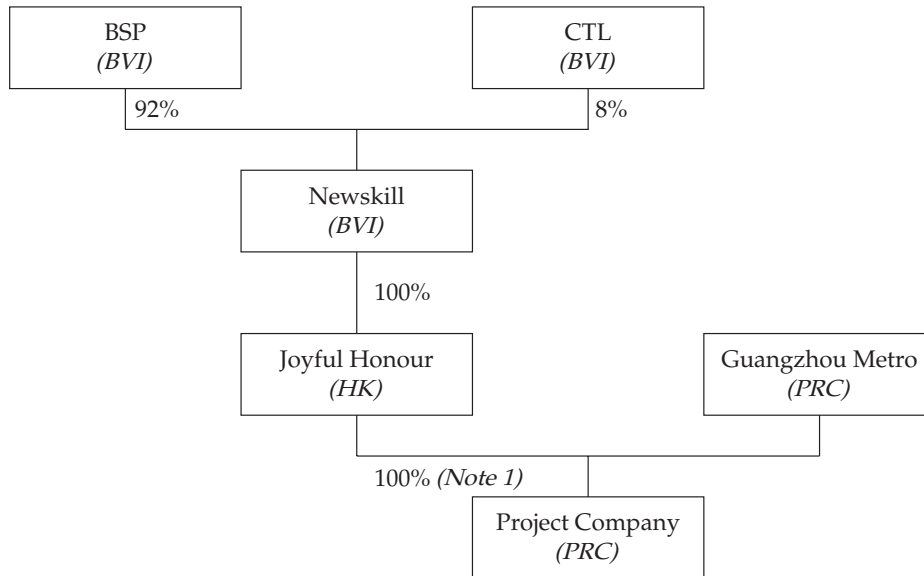 BSP
(BVI)
CTL
(BVI)
92%
8%
Newskill
(BVI)
100%
Joyful Honour
(HK)
Guangzhou Metro
(PRC)
100% (Note 1)
Project Company
(PRC)